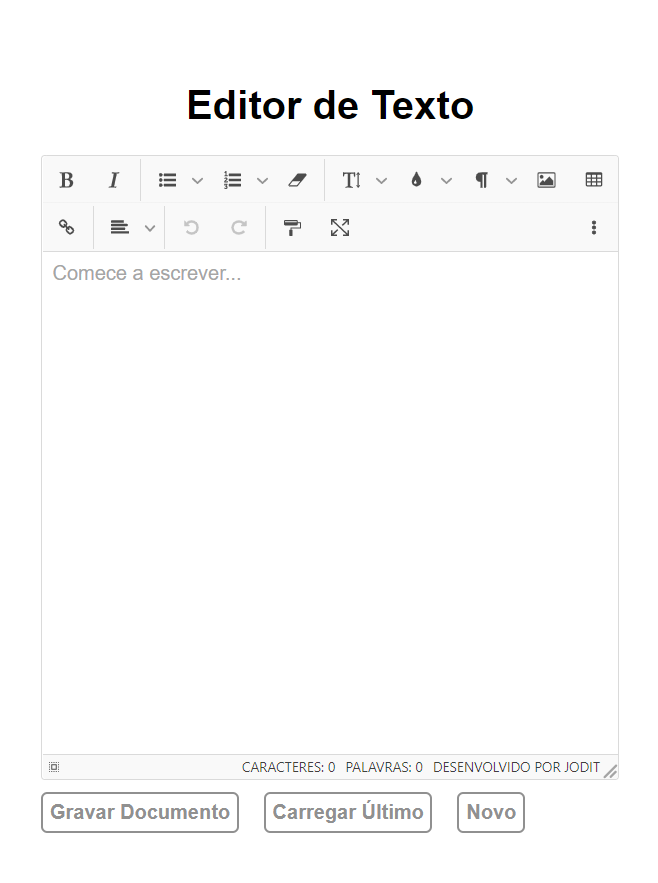 Editor de Texto
Comece a escrever...
CARACTERES: 0 PALAVRAS: 0 DESENVOLVIDO POR JODIT
Gravar Documento Carregar Último Novo